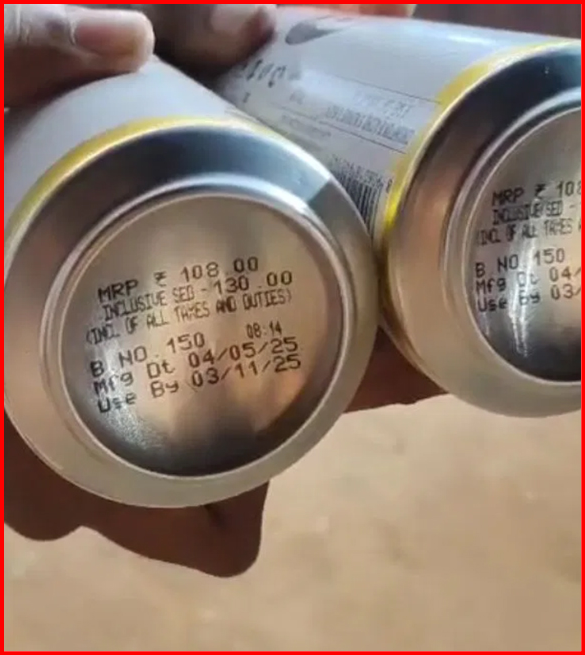 MRP ₹ 108.00
INCLUSIVE SED - 130.00
(INCL OF ALL TAXES AND DUTIES)
B.NO.150 08:14
Mfg Dt 04/05/25
Use By 03/11/25
MRP ₹ 108
INCLUSIVE SED -
(INCL OF ALL TAXES A
B.NO 150
Mfg Dt 04/
Use By 03/